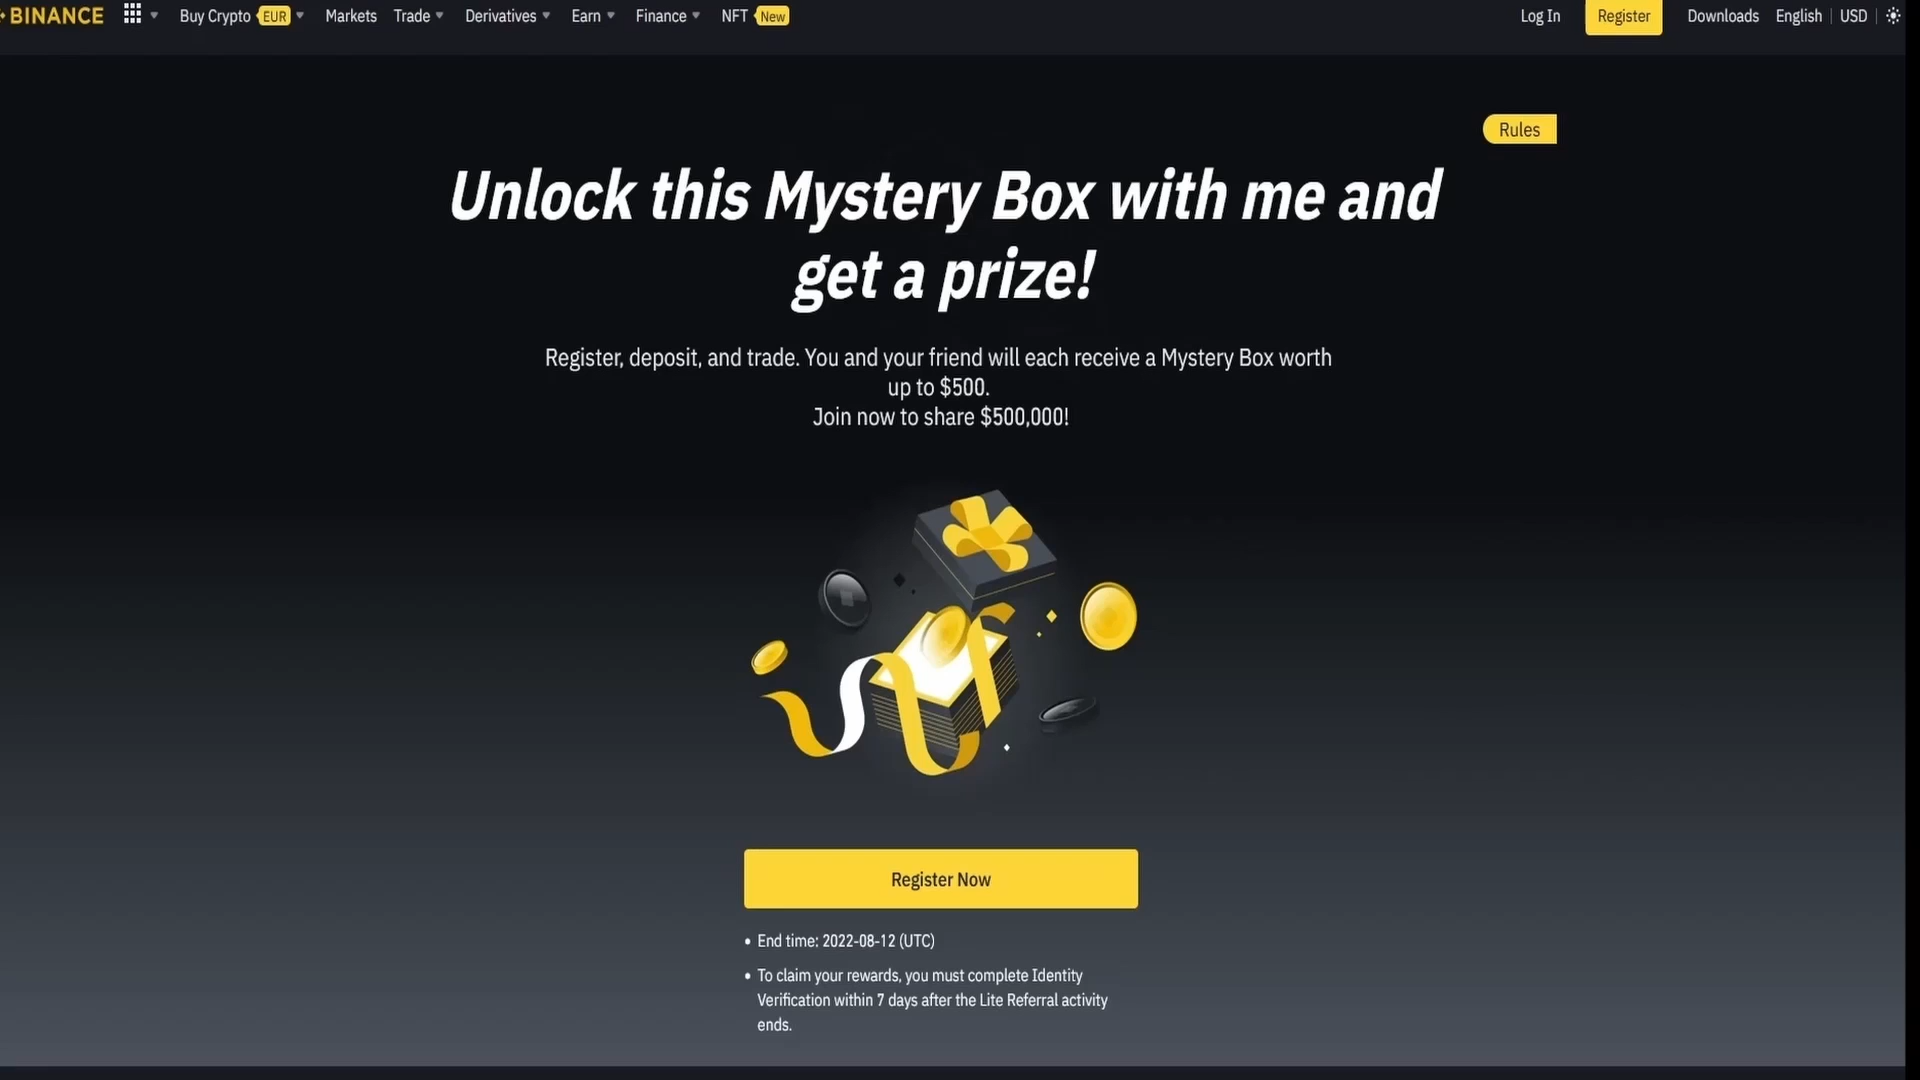 BINANCE Buy Crypto EUR Markets Trade Derivatives Earn Finance NFT New Log In Register Downloads English USD
Rules
Unlock this Mystery Box with me and
get a prize!
Register, deposit, and trade. You and your friend will each receive a Mystery Box worth
up to $500.
Join now to share $500,000!
Register Now
• End time: 2022-08-12 (UTC)
• To claim your rewards, you must complete Identity
Verification within 7 days after the Lite Referral activity
ends.